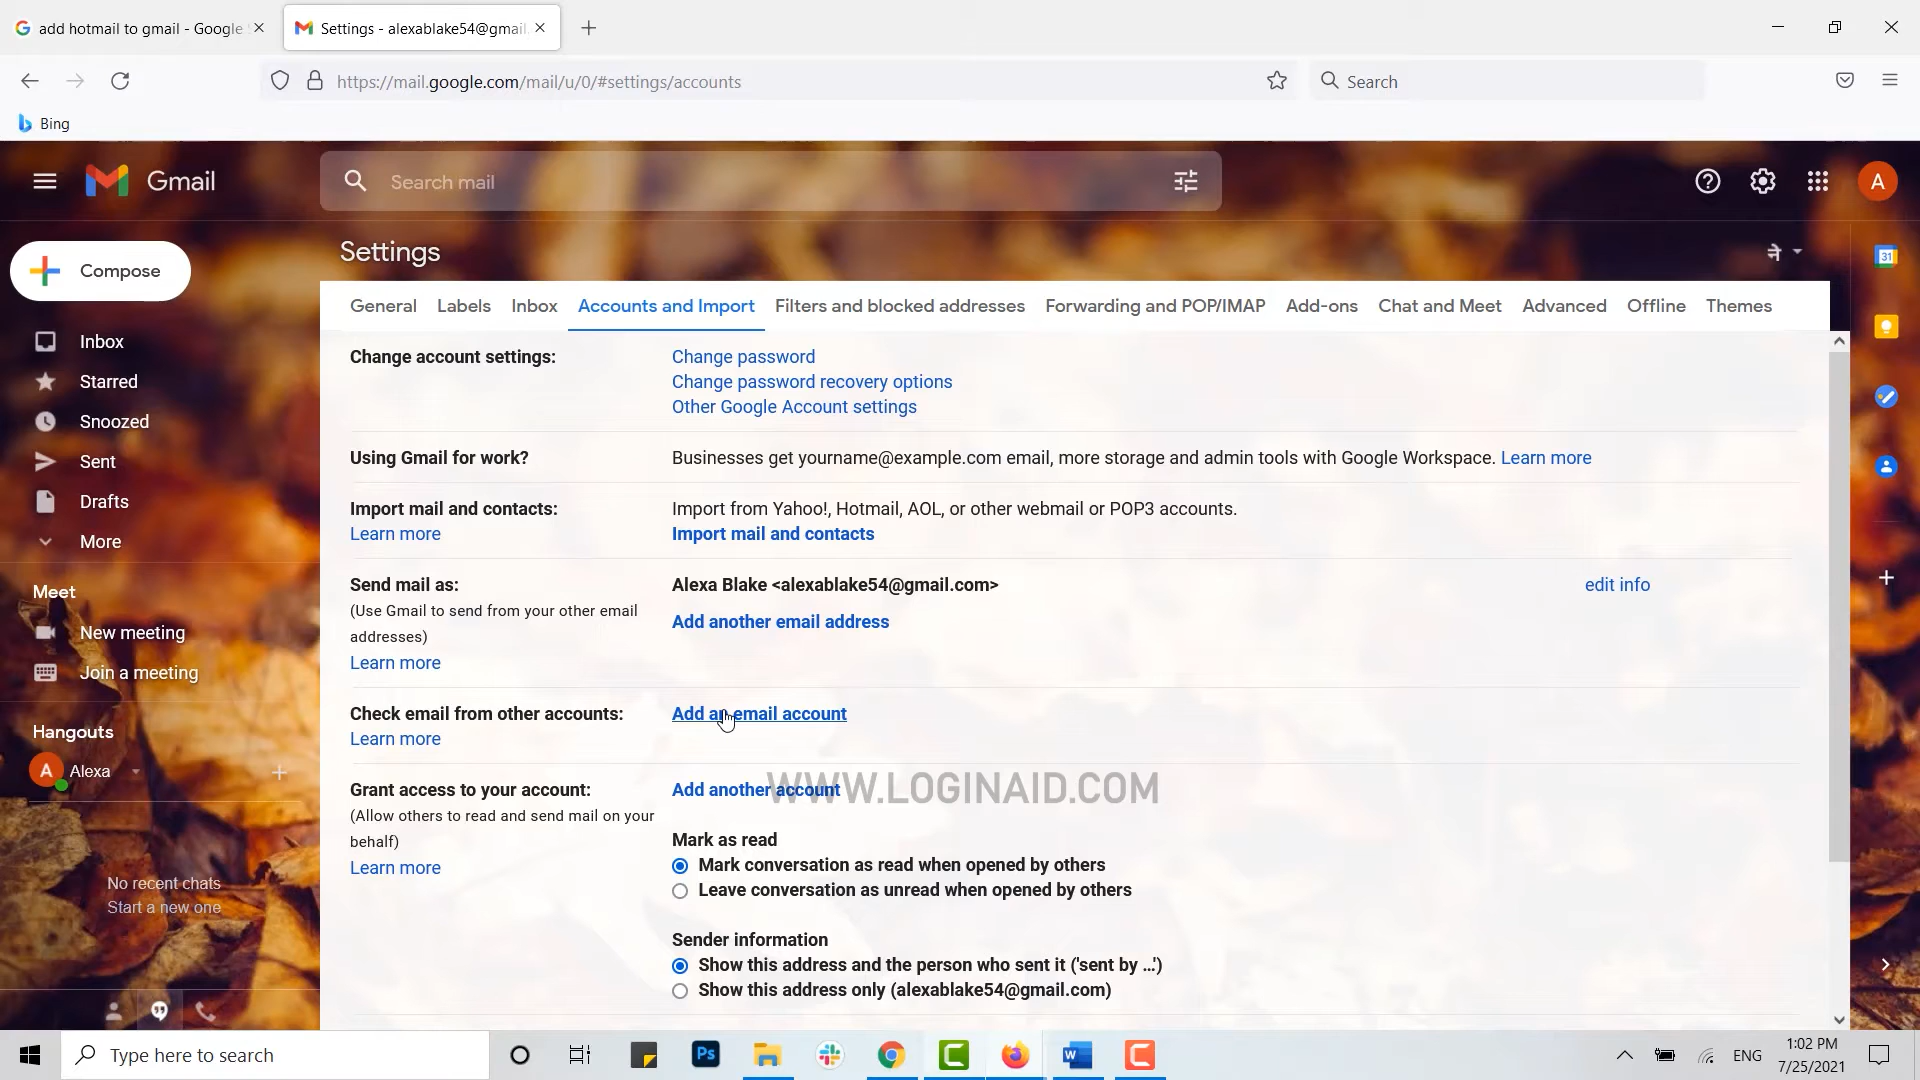 add hotmail to gmail - Google
Settings - alexablake54@gmail.
https://mail.google.com/mail/u/0/#settings/accounts
Search
Bing
Gmail
Search mail
A
Compose
Settings
ने
31
General Labels Inbox Accounts and Import Filters and blocked addresses Forwarding and POP/IMAP Add-ons Chat and Meet Advanced Offline Themes
Inbox
Starred
Snoozed
Sent
Drafts
More
Meet
New meeting
Join a meeting
Hangouts
A Alexa
No recent chats
Start a new one
Change account settings:
Change password
Change password recovery options
Other Google Account settings
Using Gmail for work?
Businesses get yourname@example.com email, more storage and admin tools with Google Workspace. Learn more
Import mail and contacts:
Learn more
Import from Yahoo!, Hotmail, AOL, or other webmail or POP3 accounts.
Import mail and contacts
Send mail as:
(Use Gmail to send from your other email
addresses)
Learn more
Alexa Blake <alexablake54@gmail.com>
edit info
Add another email address
Check email from other accounts:
Learn more
Add an email account
Grant access to your account:
(Allow others to read and send mail on your
behalf)
Learn more
Add another account
WWW.LOGINAID.COM
Mark as read
Mark conversation as read when opened by others
Leave conversation as unread when opened by others
Sender information
Show this address and the person who sent it ('sent by ...')
Show this address only (alexablake54@gmail.com)
Type here to search
Ps
ENG
1:02 PM
7/25/2021